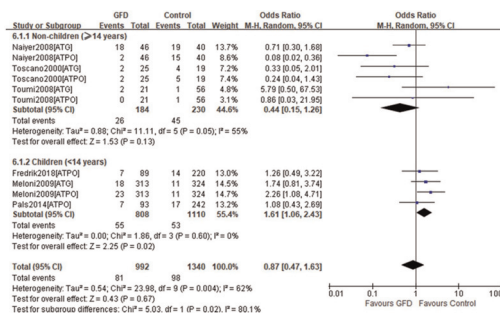 GFD Control Odds Ratio Odds Ratio
Study or Subgroup Events Total Events Total Weight M-H, Random, 95% CI M-H, Random, 95% CI
6.1.1 Non-children (≥14 years)
Naiyer2008[ATG] 18 46 19 40 13.7% 0.71 [0.30, 1.68]
Naiyer2008[ATPO] 2 46 15 40 8.7% 0.08 [0.02, 0.36]
Toscano2000[ATG] 2 25 4 19 7.5% 0.33 [0.05, 2.01]
Toscano2000[ATPO] 2 25 5 19 7.7% 0.24 [0.04, 1.43]
Toumi2008[ATG] 2 21 1 56 4.8% 5.79 [0.50, 67.53]
Toumi2008[ATPO] 0 21 1 56 3.1% 0.86 [0.03, 21.95]
Subtotal (95% CI) 184 230 44.6% 0.44 [0.15, 1.26]
Total events 26 45
Heterogeneity: Tau² = 0.88; Chi² = 11.11, df = 5 (P = 0.05); I² = 55%
Test for overall effect: Z = 1.53 (P = 0.13)
6.1.2 Children (<14 years)
Fredrik2018[ATPO] 7 89 14 220 12.4% 1.26 [0.49, 3.22]
Meloni2009[ATG] 18 313 11 324 14.6% 1.74 [0.81, 3.74]
Meloni2009[ATPO] 23 313 11 324 14.9% 2.26 [1.08, 4.71]
Pals2014[ATPO] 7 93 17 242 12.6% 1.08 [0.43, 2.69]
Subtotal (95% CI) 808 1110 55.4% 1.61 [1.06, 2.43]
Total events 55 53
Heterogeneity: Tau² = 0.00; Chi² = 1.86, df = 3 (P = 0.60); I² = 0%
Test for overall effect: Z = 2.25 (P = 0.02)
Total (95% CI) 992 1340 100.0% 0.87 [0.47, 1.63]
Total events 81 98
Heterogeneity: Tau² = 0.54; Chi² = 23.98, df = 9 (P = 0.004); I² = 62%
Test for overall effect: Z = 0.43 (P = 0.67)
Test for subgroup differences: Chi² = 5.03, df = 1 (P = 0.02), I² = 80.1%
0.01 0.1 1 10 100
Favours GFD Favours Control